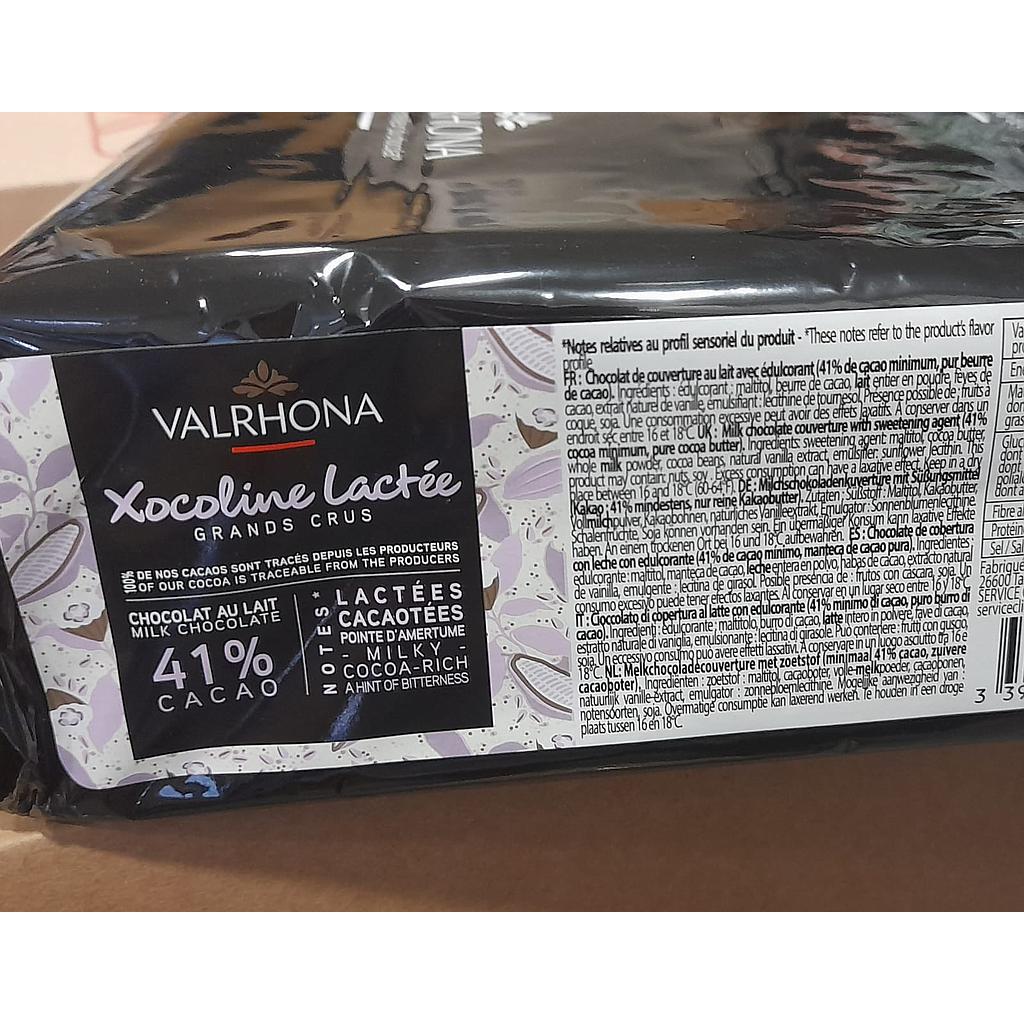 RHONA
VALRHONA
Xocoline Lactée
GRANDS CRUS
100% DE NOS CACAOS SONT TRACÉS DEPUIS LES PRODUCTEURS
OF OUR COCOA IS TRACEABLE FROM THE PRODUCERS
CHOCOLAT AU LAIT
MILK CHOCOLATE
41%
CACAO
NOTES*
LACTÉES
CACAOTÉES
POINTE D'AMERTUME
- MILKY -
COCOA-RICH
A HINT OF BITTERNESS
*Notes relatives au profil sensoriel du produit - *These notes refer to the product's flavor
profile
FR : Chocolat de couverture au lait avec édulcorant (41% de cacao minimum, pur beurre
de cacao). Ingrédients : édulcorant : maltitol, beurre de cacao, lait entier en poudre, fèves de
cacao, extrait naturel de vanille, émulsifiant : lécithine de tournesol. Présence possible de : fruits à
coque, soja. Une consommation excessive peut avoir des effets laxatifs. A conserver dans un
endroit sec entre 16 et 18°C. UK : Milk chocolate couverture with sweetening agent (41%
cocoa minimum, pure cocoa butter). Ingredients: sweetening agent: maltitol, cocoa butter,
whole milk powder, cocoa beans, natural vanilla extract, emulsifier: sunflower lecithin. This
product may contain: nuts, soy. Excess consumption can have a laxative effect. Keep in a dry
place between 16 and 18°C (60-64°F). DE : Milchschokoladenkuvertüre mit Süßungsmittel
Kakao : 41% mindestens, nur reine Kakaobutter). Zutaten : Süßstoff : Maltitol, Kakaobutter,
Vollmilchpulver, Kakaobohnen, natürliches Vanilleextrakt, Emulgator : Sonnenblumenlecithine.
Schalenfrüchte, Soja können vorhanden sein. Ein übermäßiger Konsum kann laxative Effekte
haben. An einem trockenen Ort bei 16 und 18°C aufbewahren. ES : Chocolate de cobertura
con leche con edulcorante (41% de cacao mínimo, manteca de cacao pura). Ingredientes :
edulcorante : maltitol, manteca de cacao, leche entera en polvo, habas de cacao, extracto natural
de vainilla, emulgente : lecitina de girasol. Posible presencia de : frutos con cáscara, soja. Un
consumo excesivo puede tener efectos laxantes. Al conservar en un lugar seco entre 16 y 18°C.
IT : Cioccolato di copertura al latte con edulcorante (41% minimo di cacao, puro burro di
cacao). Ingredienti : edulcorante : maltitolo, burro di cacao, latte intero in polvere, fave di cacao,
estratto naturale di vaniglia, emulsionante : lecitina di girasole. Può contenere : frutti con guscio,
soja. Un eccessivo consumo può avere effetti lassativi. A conservare in un luogo asciutto tra 16 e
18°C. NL: Melkchocoladecouverture met zoetstof (minimaal 41% cacao, zuivere
cacaoboter). Ingrediënten : zoetstof : maltitol, cacaoboter, volle-melkpoeder, cacaobonen,
natuurlijk vanille-extract, emulgator : zonnebloemlecithine. Mogelijke aanwezigheid van :
notensoorten, soja. Overmatige consumptie kan laxerend werken. Te houden in een droge
plaats tussen 16 en 18°C
Fibre
Protéin
Sel / Sal
Fabriqué
26600
SERVICE
3